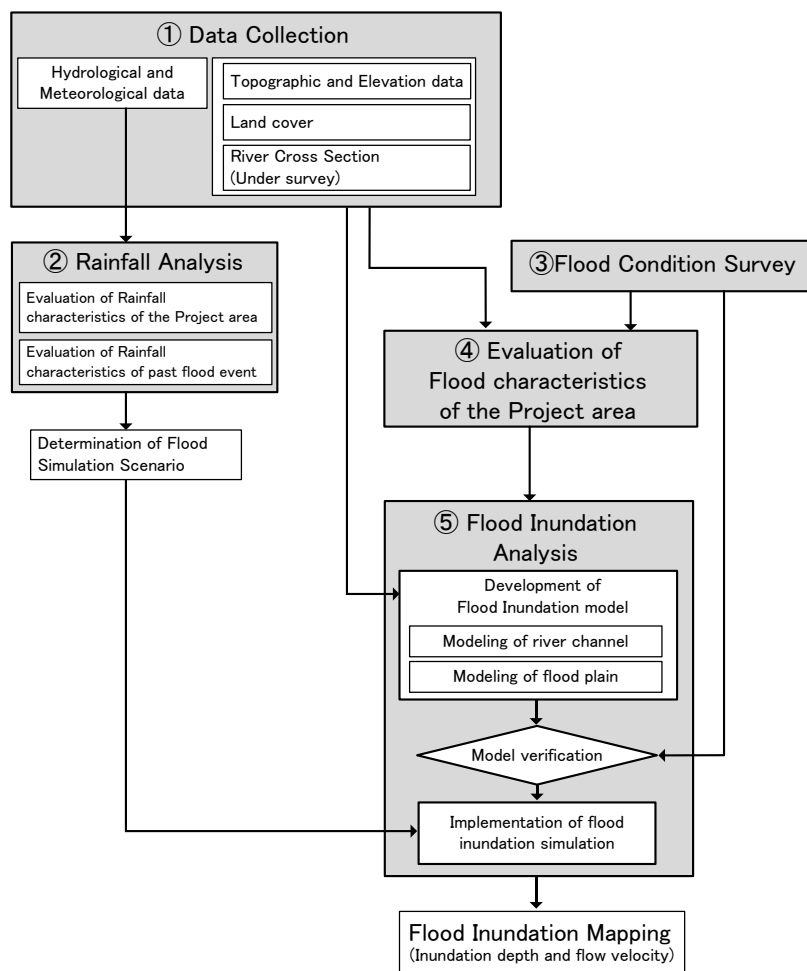 ① Data Collection
Hydrological and
Meteorological data
Topographic and Elevation data
Land cover
River Cross Section
(Under survey)
② Rainfall Analysis
Evaluation of Rainfall
characteristics of the Project area
Evaluation of Rainfall
characteristics of past flood event
③Flood Condition Survey
④ Evaluation of
Flood characteristics
of the Project area
Determination of Flood
Simulation Scenario
⑤ Flood Inundation
Analysis
Development of
Flood Inundation model
Modeling of river channel
Modeling of flood plain
Model verification
Implementation of flood
inundation simulation
Flood Inundation Mapping
(Inundation depth and flow velocity)